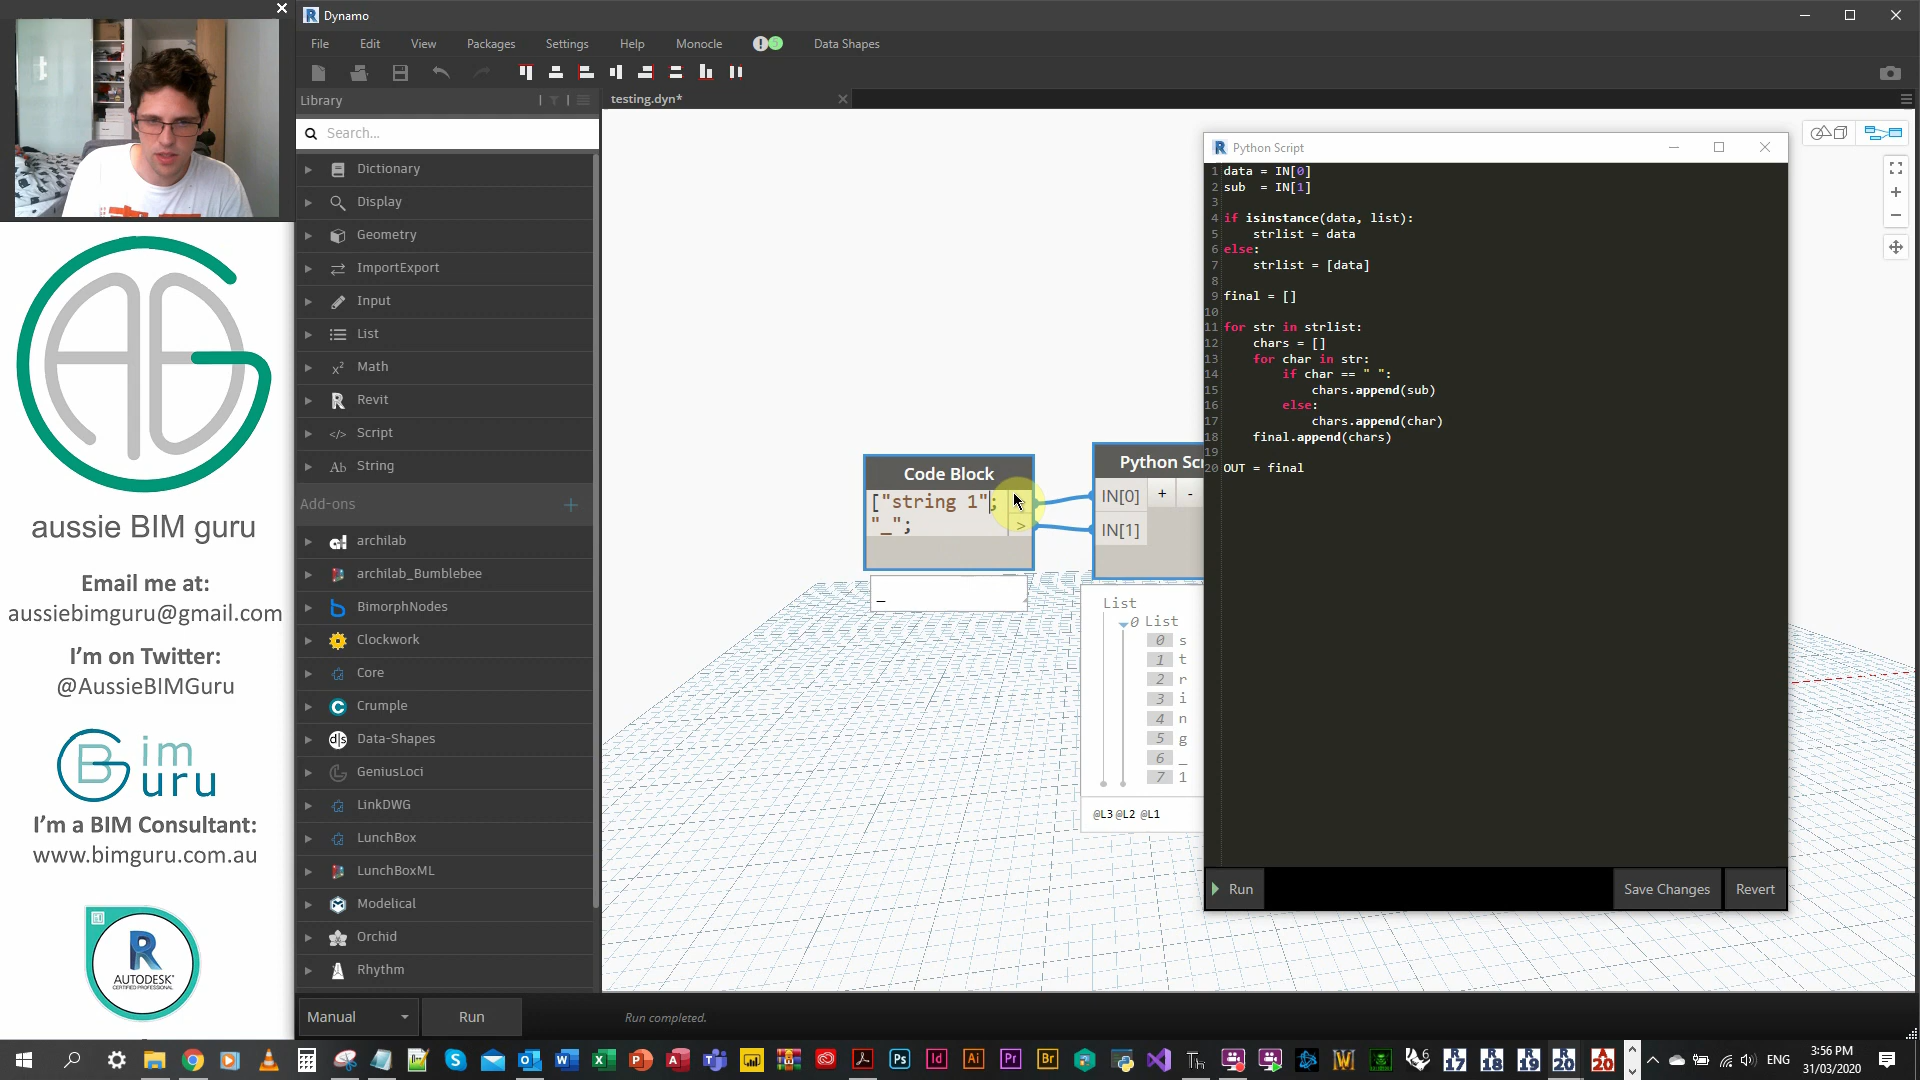 Dynamo
File Edit View Packages Settings Help Monocle Data Shapes
Library
testing.dyn*
Search...
Dictionary
Display
Geometry
ImportExport
Input
List
Math
Revit
Script
String
Add-ons
archilab
archilab_Bumblebee
BimorphNodes
Clockwork
Core
Crumple
Data-Shapes
GeniusLoci
LinkDWG
LunchBox
LunchBoxML
Modelical
Orchid
Rhythm
Manual
Run
Run completed.
aussie BIM guru
Email me at:
aussiebimguru@gmail.com
I'm on Twitter:
@AussieBIMGuru
B im
Guru
I'm a BIM Consultant:
www.bimguru.com.au
R
AUTODESK
CERTIFIED PROFESSIONAL
Code Block
["string 1";
"_";
>
_
Python Scr
IN[0] + -
IN[1]
List
0 List
0 s
1 t
2 r
3 i
4 n
5 g
6 _
7 1
@L3 @L2 @L1
Python Script
1 data = IN[0]
2 sub  = IN[1]
3
4 if isinstance(data, list):
5     strlist = data
6 else:
7     strlist = [data]
8
9 final = []
10
11 for str in strlist:
12     chars = []
13     for char in str:
14         if char == " ":
15             chars.append(sub)
16         else:
17             chars.append(char)
18     final.append(chars)
19
20 OUT = final
Run
Save Changes
Revert
ENG
3:56 PM
31/03/2020